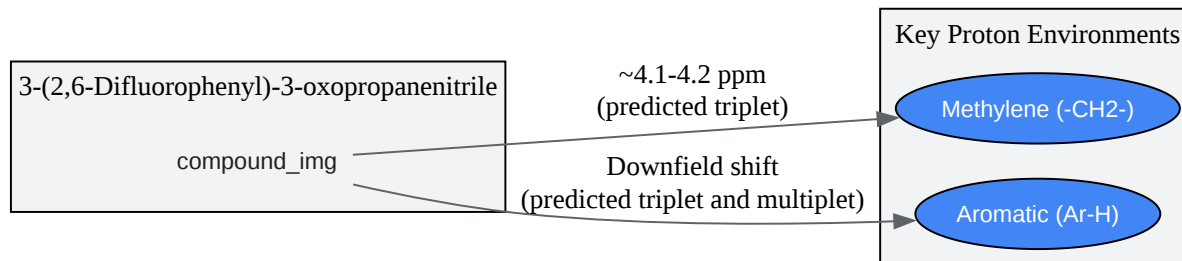 3-(2,6-Difluorophenyl)-3-oxopropanenitrile
compound_img
~4.1-4.2 ppm
(predicted triplet)
Downfield shift
(predicted triplet and multiplet)
Key Proton Environments
Methylene (-CH2-)
Aromatic (Ar-H)